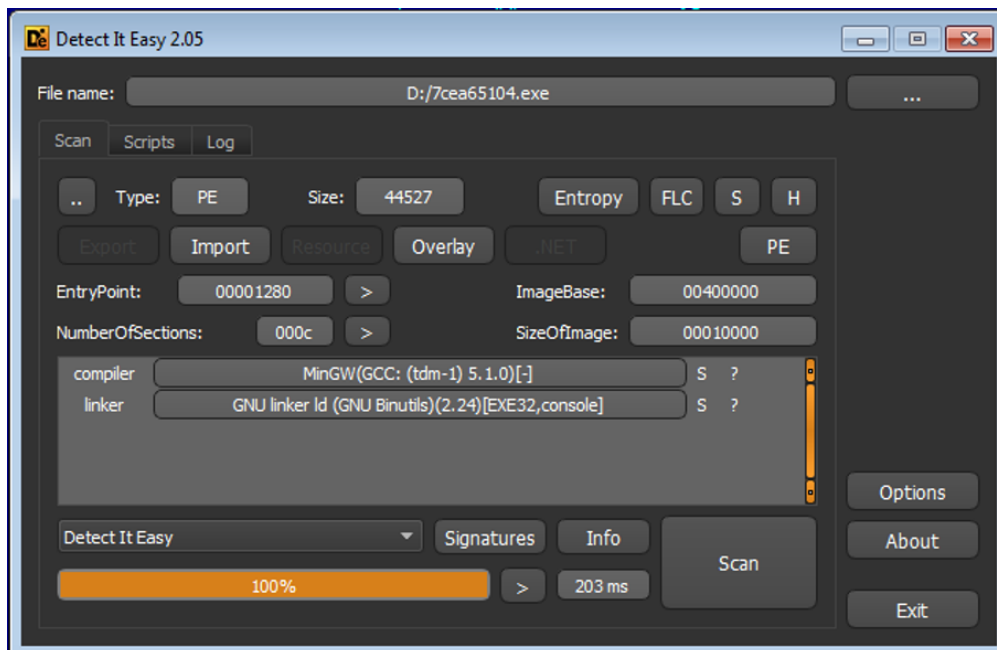 De Detect It Easy 2.05
File name: D:/7cea65104.exe ...
Scan Scripts Log
.. Type: PE Size: 44527 Entropy FLC S H
Export Import Resource Overlay .NET PE
EntryPoint: 00001280 > ImageBase: 00400000
NumberOfSections: 000c > SizeOfImage: 00010000
compiler MinGW(GCC: (tdm-1) 5.1.0)[-] S ?
linker GNU linker ld (GNU Binutils)(2.24)[EXE32,console] S ?
Options
Detect It Easy Signatures Info Scan About
100% > 203 ms
Exit